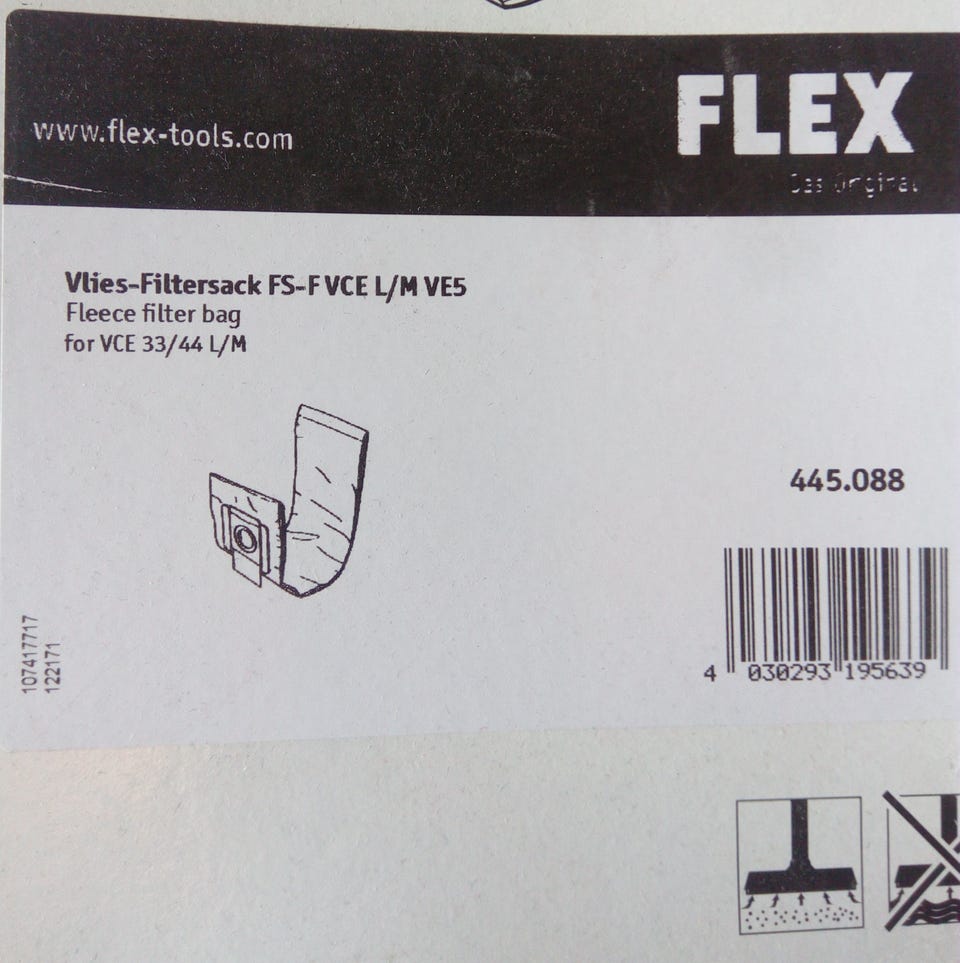 www.flex-tools.com
FLEX
Das Original
Vlies-Filtersack FS-F VCE L/M VE5
Fleece filter bag
for VCE 33/44 L/M
445.088
4 030293 195639
107417717
122171